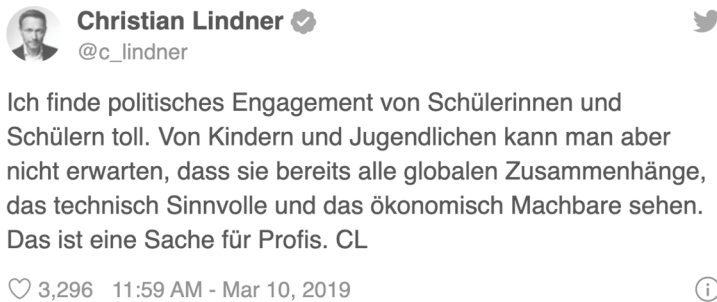 Christian Lindner
@c_lindner
Ich finde politisches Engagement von Schülerinnen und
Schülern toll. Von Kindern und Jugendlichen kann man aber
nicht erwarten, dass sie bereits alle globalen Zusammenhänge,
das technisch Sinnvolle und das ökonomisch Machbare sehen.
Das ist eine Sache für Profis. CL
3,296 11:59 AM - Mar 10, 2019